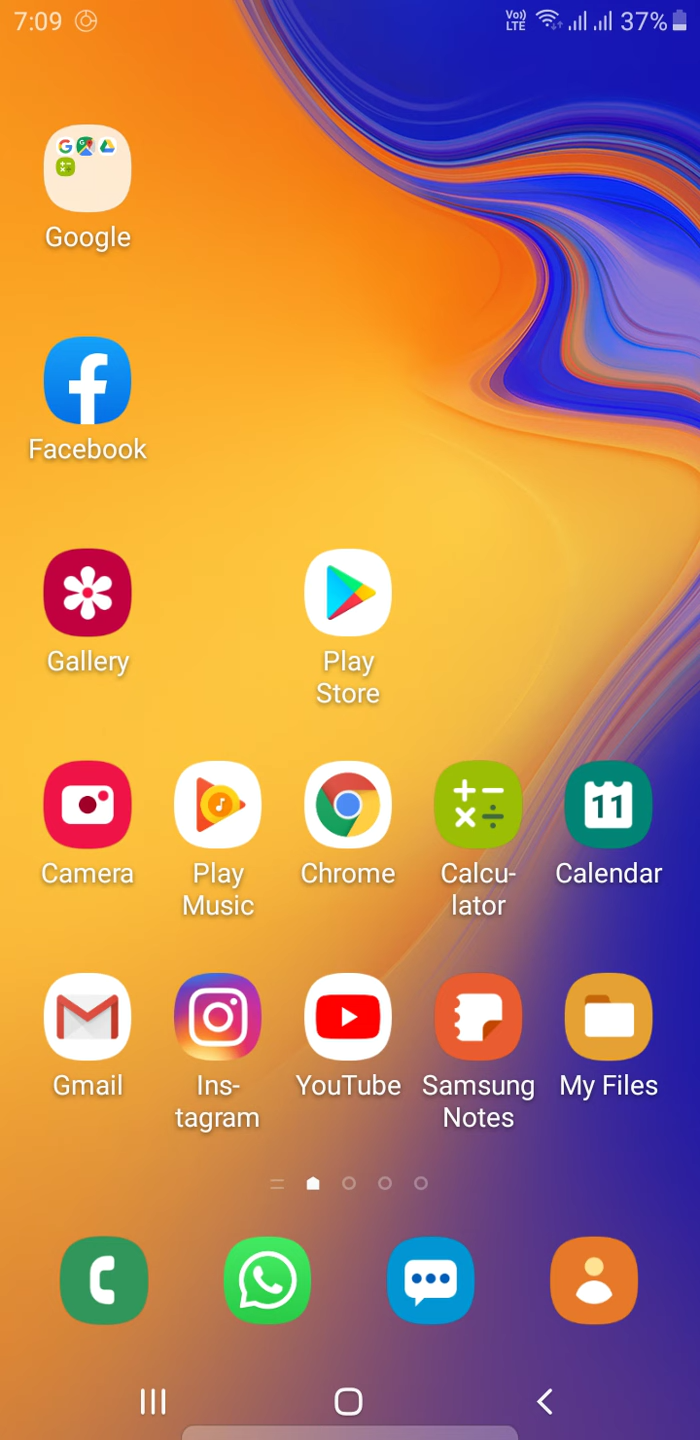 7:09 Vo)) LTE 37%
Google
Facebook
Gallery
Play
Store
11
Camera
Play
Music
Chrome
Calcu-
lator
Calendar
Gmail
Ins-
tagram
YouTube
Samsung
Notes
My Files